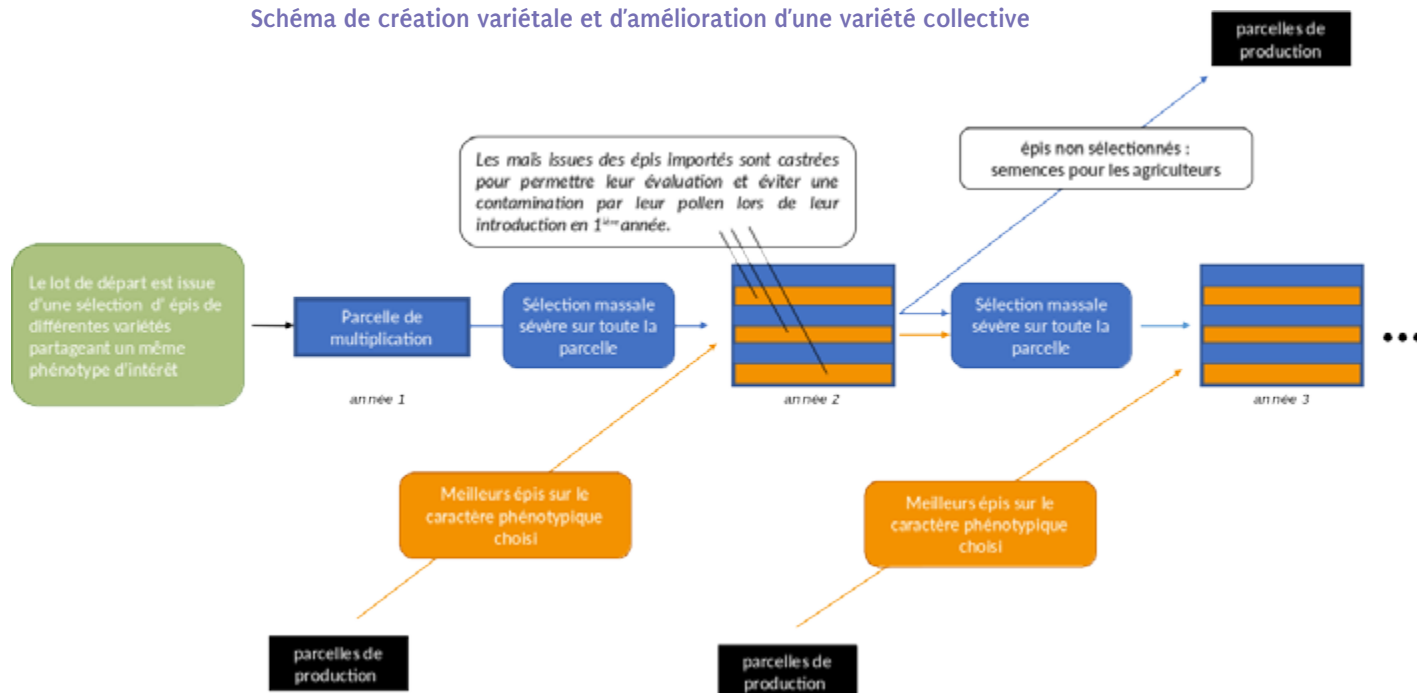 Schéma de création variétale et d'amélioration d'une variété collective
parcelles de
production
épis non sélectionnés :
semences pour les agriculteurs
Les maïs issues des épis importés sont castrées
pour permettre leur évaluation et éviter une
contamination par leur pollen lors de leur
introduction en 1ière année.
Le lot de départ est issue
d'une sélection d' épis de
différentes variétés
partageant un même
phénotype d'intérêt
Parcelle de
multiplication
année 1
Sélection massale
sévère sur toute la
parcelle
année 2
Sélection massale
sévère sur toute la
parcelle
année 3
...
Meilleurs épis sur le
caractère phénotypique
choisi
Meilleurs épis sur le
caractère phénotypique
choisi
parcelles de
production
parcelles de
production